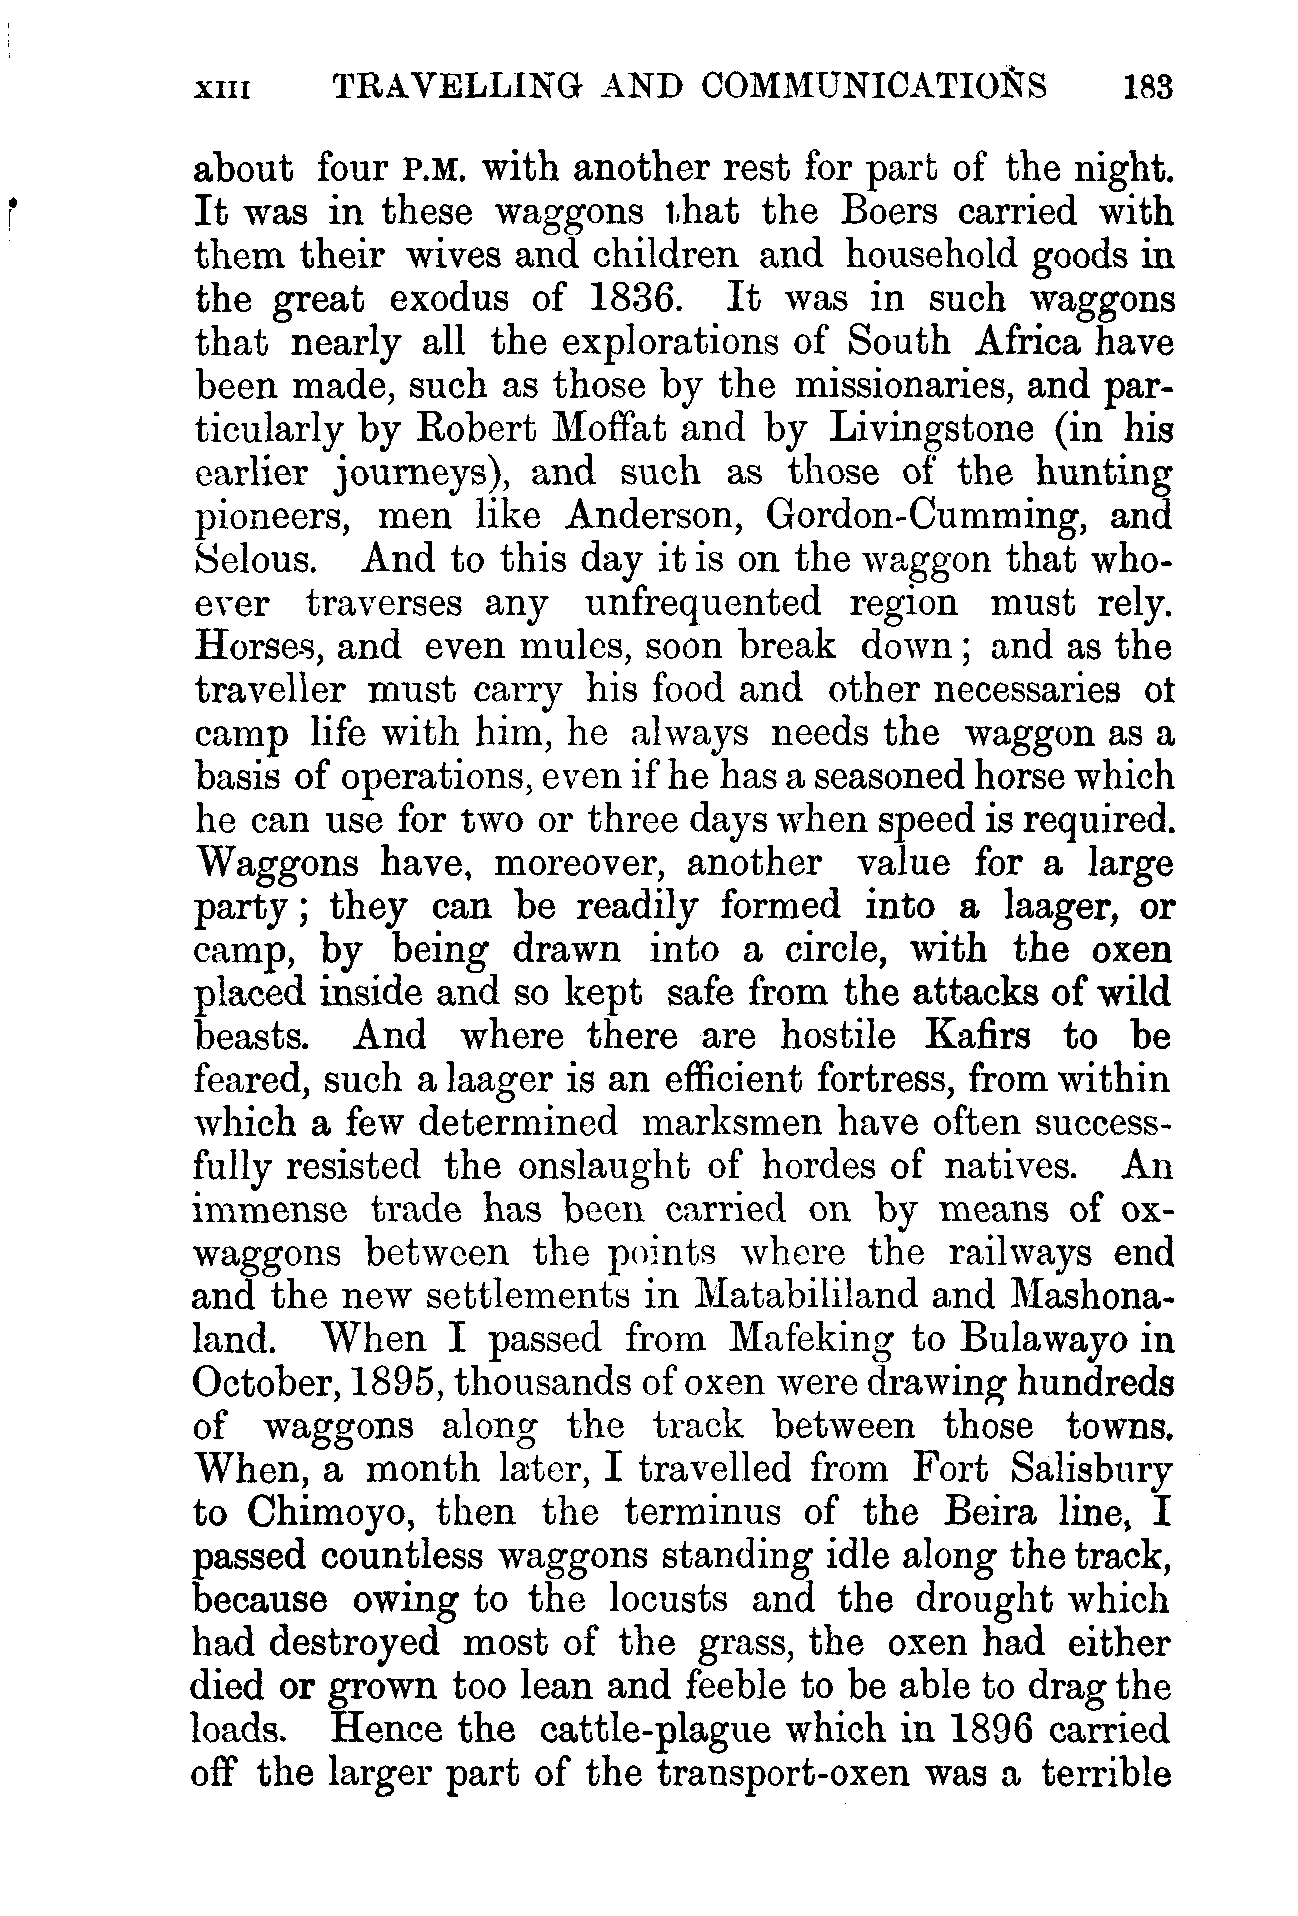 XIII TRAVELLING AND COMMUNICATIONS 183
about four P.M. with another rest for part of the night.
It was in these waggons that the Boers carried with
them their wives and children and household goods in
the great exodus of 1836. It was in such waggons
that nearly all the explorations of South Africa have
been made, such as those by the missionaries, and par-
ticularly by Robert Moffat and by Livingstone (in his
earlier journeys), and such as those of the hunting
pioneers, men like Anderson, Gordon-Cumming, and
Selous. And to this day it is on the waggon that who-
ever traverses any unfrequented region must rely.
Horses, and even mules, soon break down; and as the
traveller must carry his food and other necessaries of
camp life with him, he always needs the waggon as a
basis of operations, even if he has a seasoned horse which
he can use for two or three days when speed is required.
Waggons have, moreover, another value for a large
party; they can be readily formed into a laager, or
camp, by being drawn into a circle, with the oxen
placed inside and so kept safe from the attacks of wild
beasts. And where there are hostile Kafirs to be
feared, such a laager is an efficient fortress, from within
which a few determined marksmen have often success-
fully resisted the onslaught of hordes of natives. An
immense trade has been carried on by means of ox-
waggons between the points where the railways end
and the new settlements in Matabililand and Mashona-
land. When I passed from Mafeking to Bulawayo in
October, 1895, thousands of oxen were drawing hundreds
of waggons along the track between those towns.
When, a month later, I travelled from Fort Salisbury
to Chimoyo, then the terminus of the Beira line, I
passed countless waggons standing idle along the track,
because owing to the locusts and the drought which
had destroyed most of the grass, the oxen had either
died or grown too lean and feeble to be able to drag the
loads. Hence the cattle-plague which in 1896 carried
off the larger part of the transport-oxen was a terrible